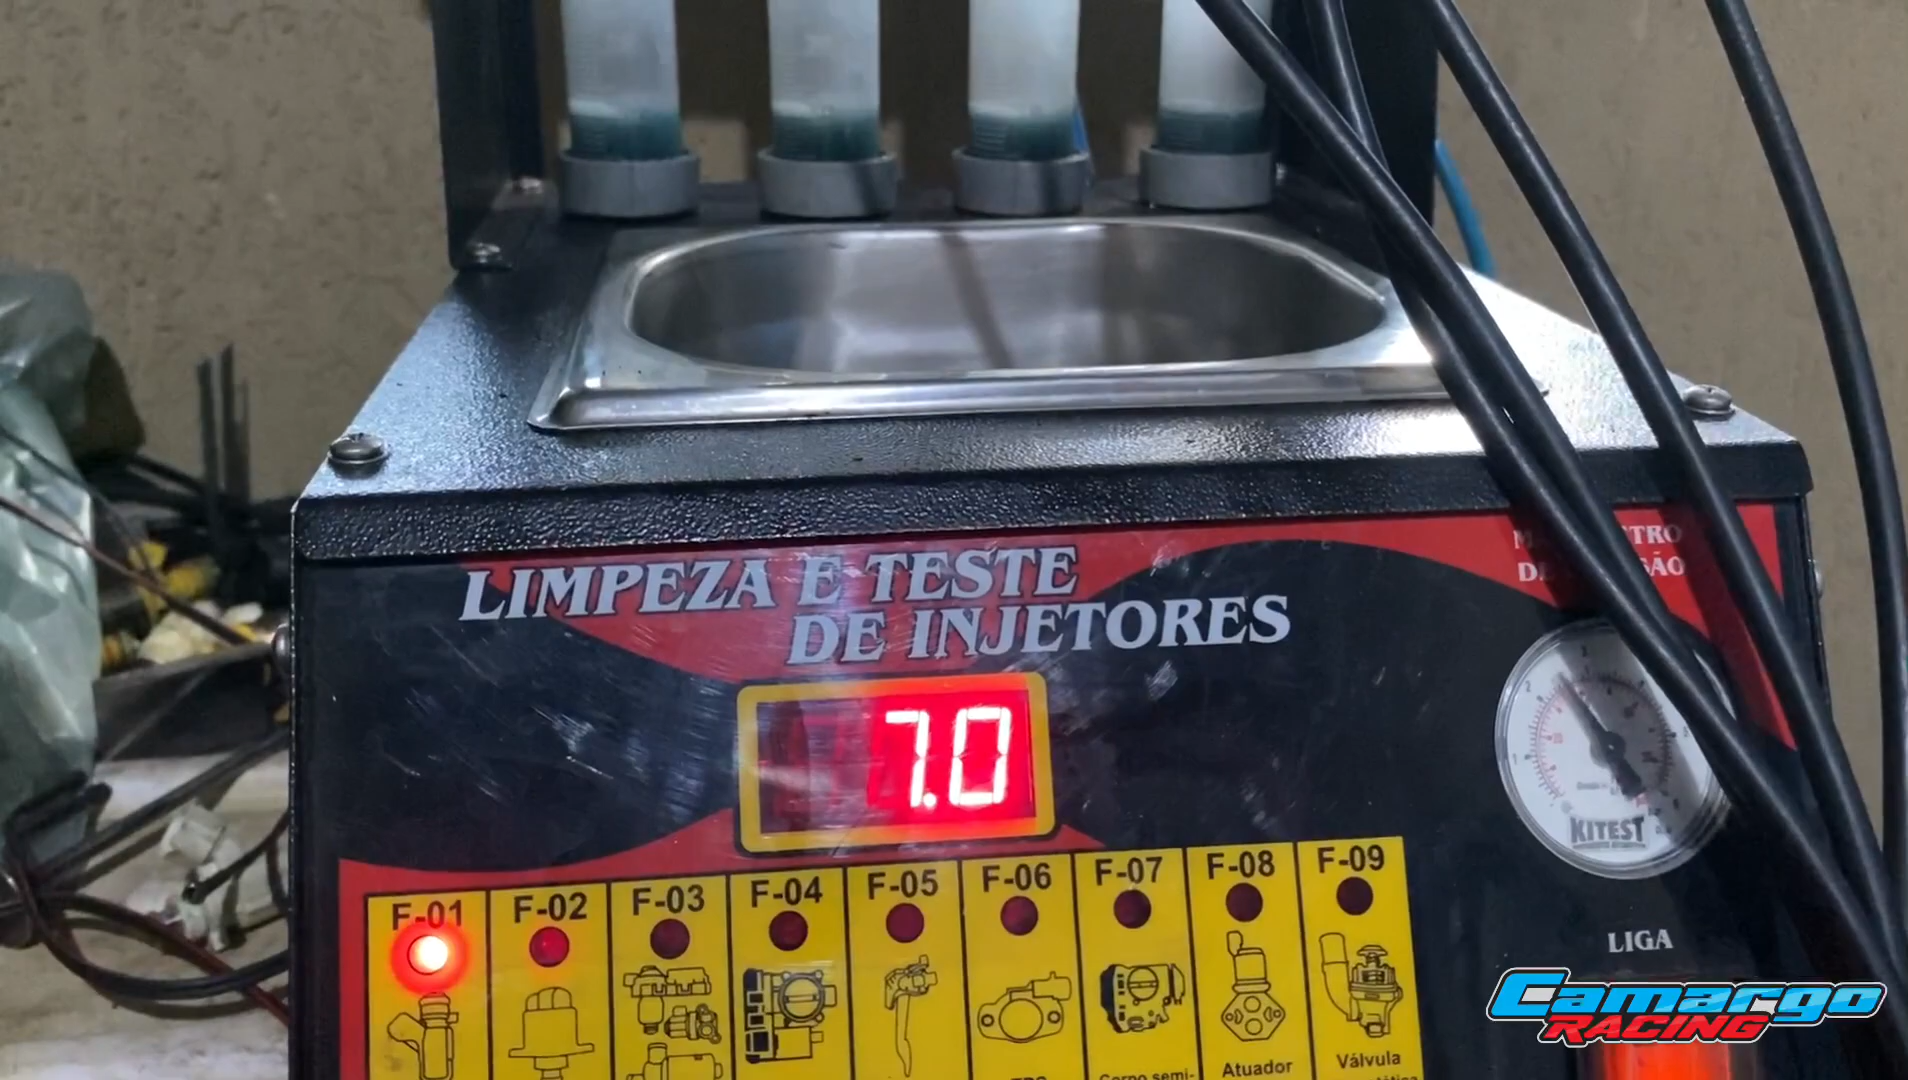 LIMPEZA E TESTE
DE INJETORES
7.0
KITEST
F-01 F-02 F-03 F-04 F-05 F-06 F-07 F-08 F-09
LIGA
Atuador
Válvula
Camargo
RACING